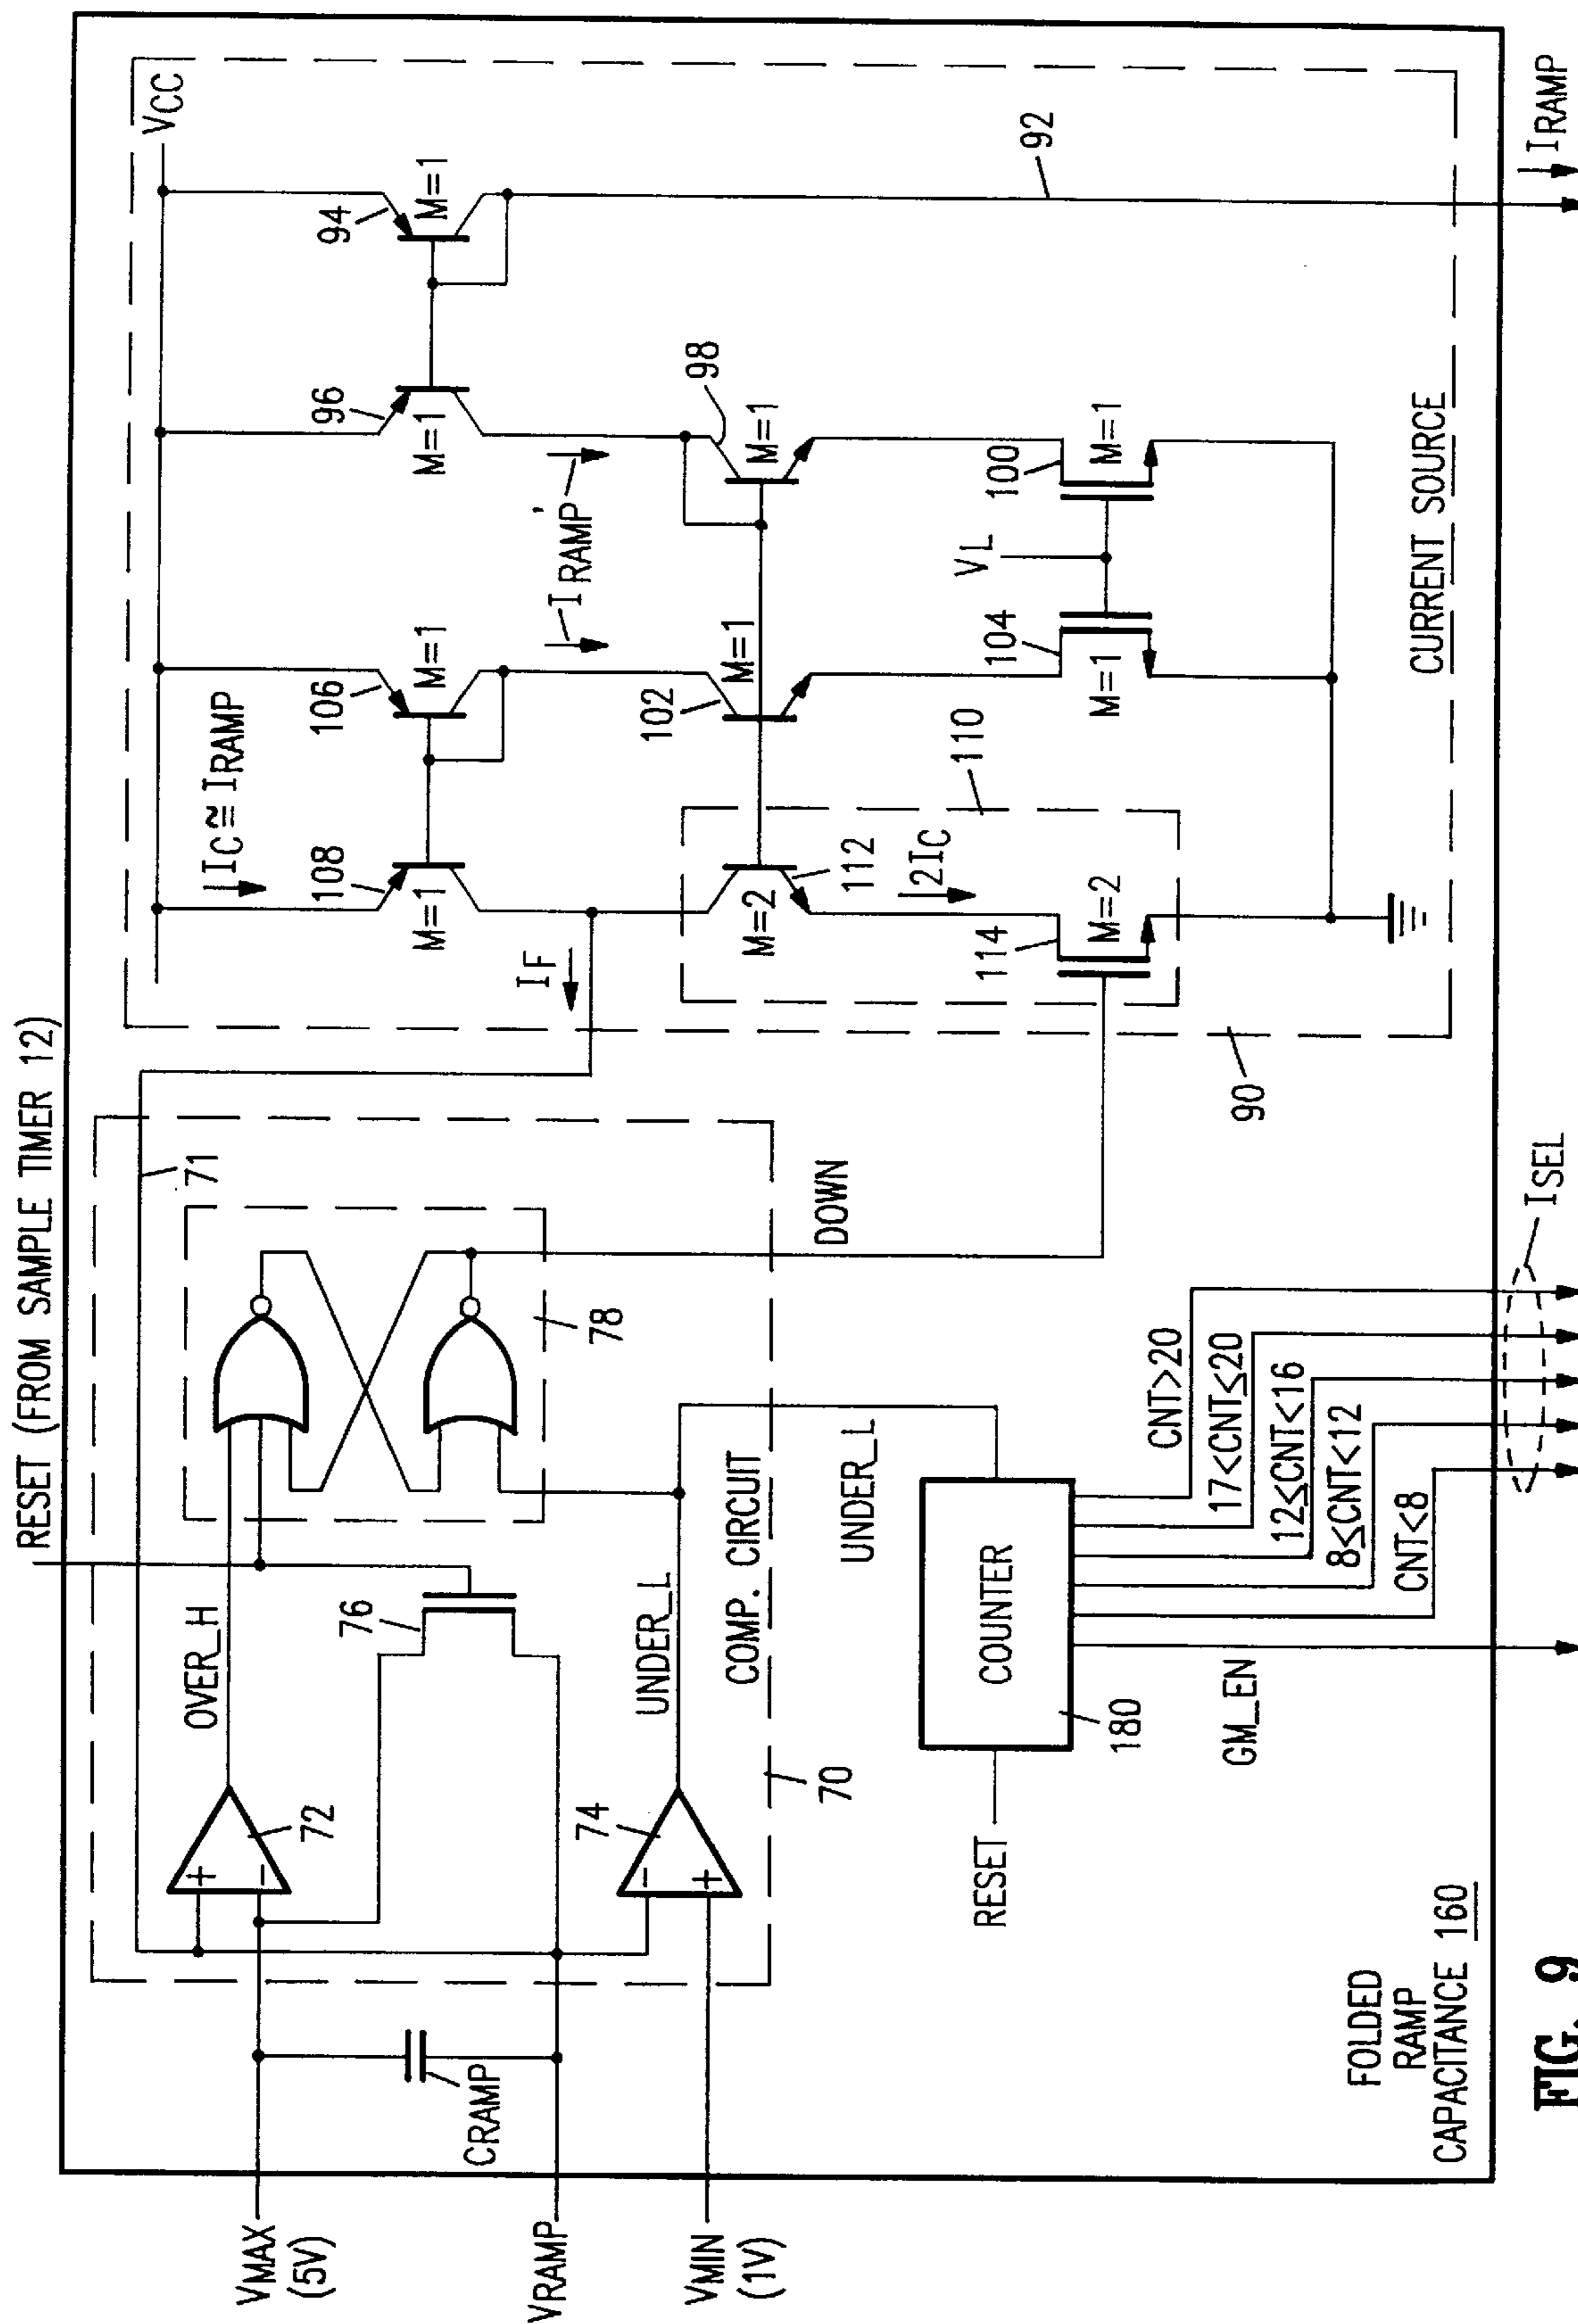 RESET (FROM SAMPLE TIMER 12)
VMAX
(5V)
VRAMP
VMIN
(1V)
CRAMP
72
+
-
74
-
+
OVER_H
76
UNDER_L
COMP. CIRCUIT
70
71
78
DOWN
UNDER_L
RESET
COUNTER
180
GM_EN
CNT>20
17<CNT≤20
12≤CNT<16
8≤CNT<12
CNT<8
ISEL
VCC
IC≅IRAMP
108
M=1
106
M=1
96
M=1
94
M=1
IF
IRAMP'
102
M=1
98
M=1
110
M=2
112
2IC
114
M=2
104
M=1
VL
100
M=1
92
90
CURRENT SOURCE
IRAMP
FOLDED
RAMP
CAPACITANCE 160
FIG. 9